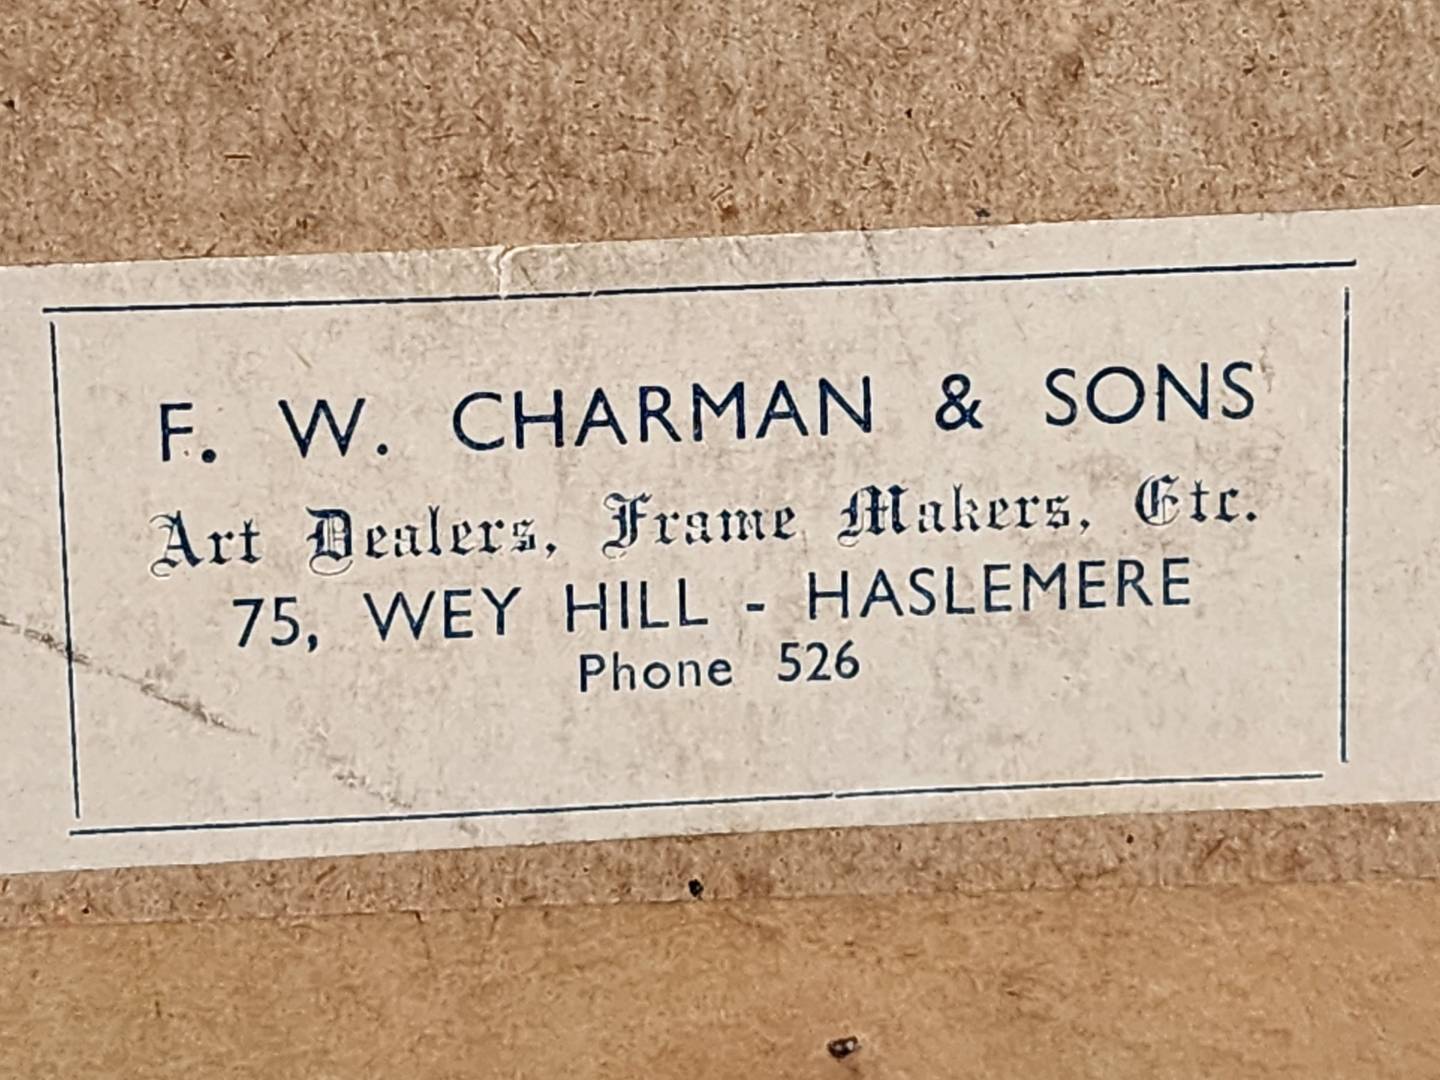 F. W. CHARMAN & SONS
Art Dealers, Frame Makers, Etc.
75, WEY HILL - HASLEMERE
Phone 526